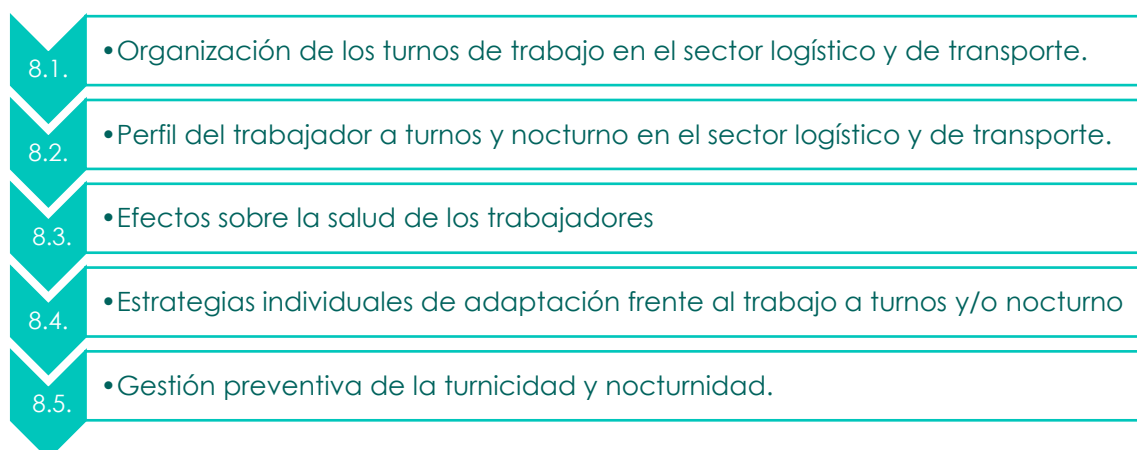 8.1. •Organización de los turnos de trabajo en el sector logístico y de transporte.
8.2. •Perfil del trabajador a turnos y nocturno en el sector logístico y de transporte.
8.3. •Efectos sobre la salud de los trabajadores
8.4. •Estrategias individuales de adaptación frente al trabajo a turnos y/o nocturno
8.5. •Gestión preventiva de la turnicidad y nocturnidad.